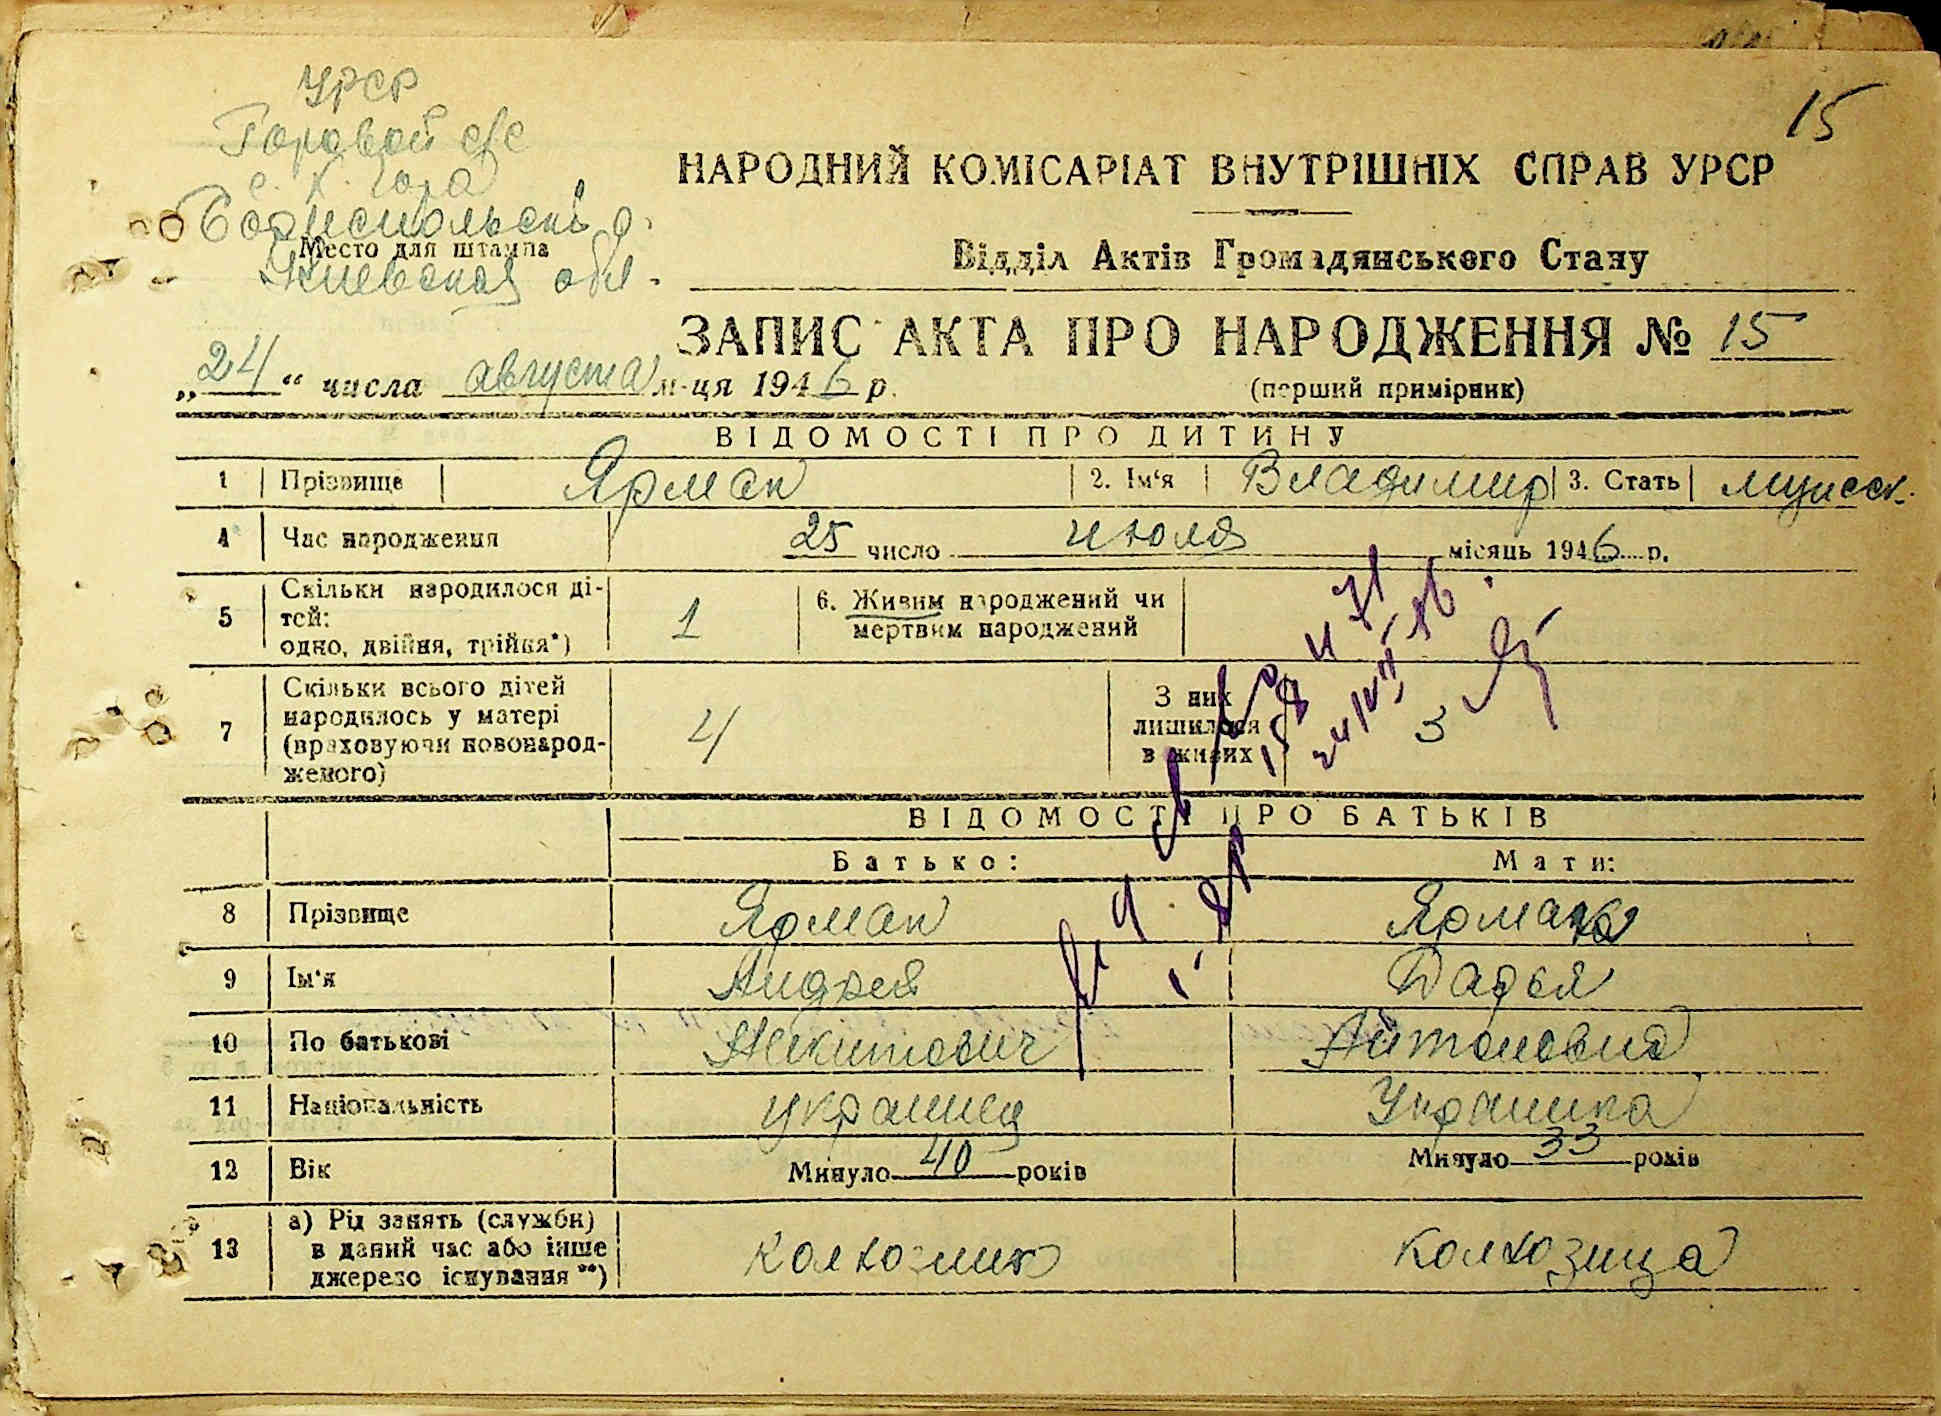 15
УРСР
Горовой с/с
с. Х. Гора
Бориспольскі р.
Место для штампа
Киевская обл.
НАРОДНИЙ КОМІСАРІАТ ВНУТРІШНІХ СПРАВ УРСР
Відділ Актів Громадянського Стану
ЗАПИС АКТА ПРО НАРОДЖЕННЯ № 15
(перший примірник)
„24“ числа августа м-ця 1946 р.
ВІДОМОСТІ ПРО ДИТИНУ
1 Прізвище Ярмак 2. Ім‘я Владимир 3. Стать мужск.
4 Час народження 25 число июля місяць 1946 р.
5 Скільки народилося ді-
тей:
одно, двійня, трійня*) 1
6. Живим народжений чи
мертвим народжений
7 Скільки всього дітей
народилось у матері
(враховуючи новонарод-
женого) 4
З них
лишилося
в живих 3
ВІДОМОСТІ ПРО БАТЬКІВ
Батько: Мати:
8 Прізвище Ярмак Ярмак
9 Ім‘я Андрей Дарья
10 По батькові Никитович Антоновна
11 Національність украинец Украинка
12 Вік Минуло 40 років Минуло 33 років
13 а) Рід занять (служби)
в даний час або інше
джерело існування **) колхозник колхозница